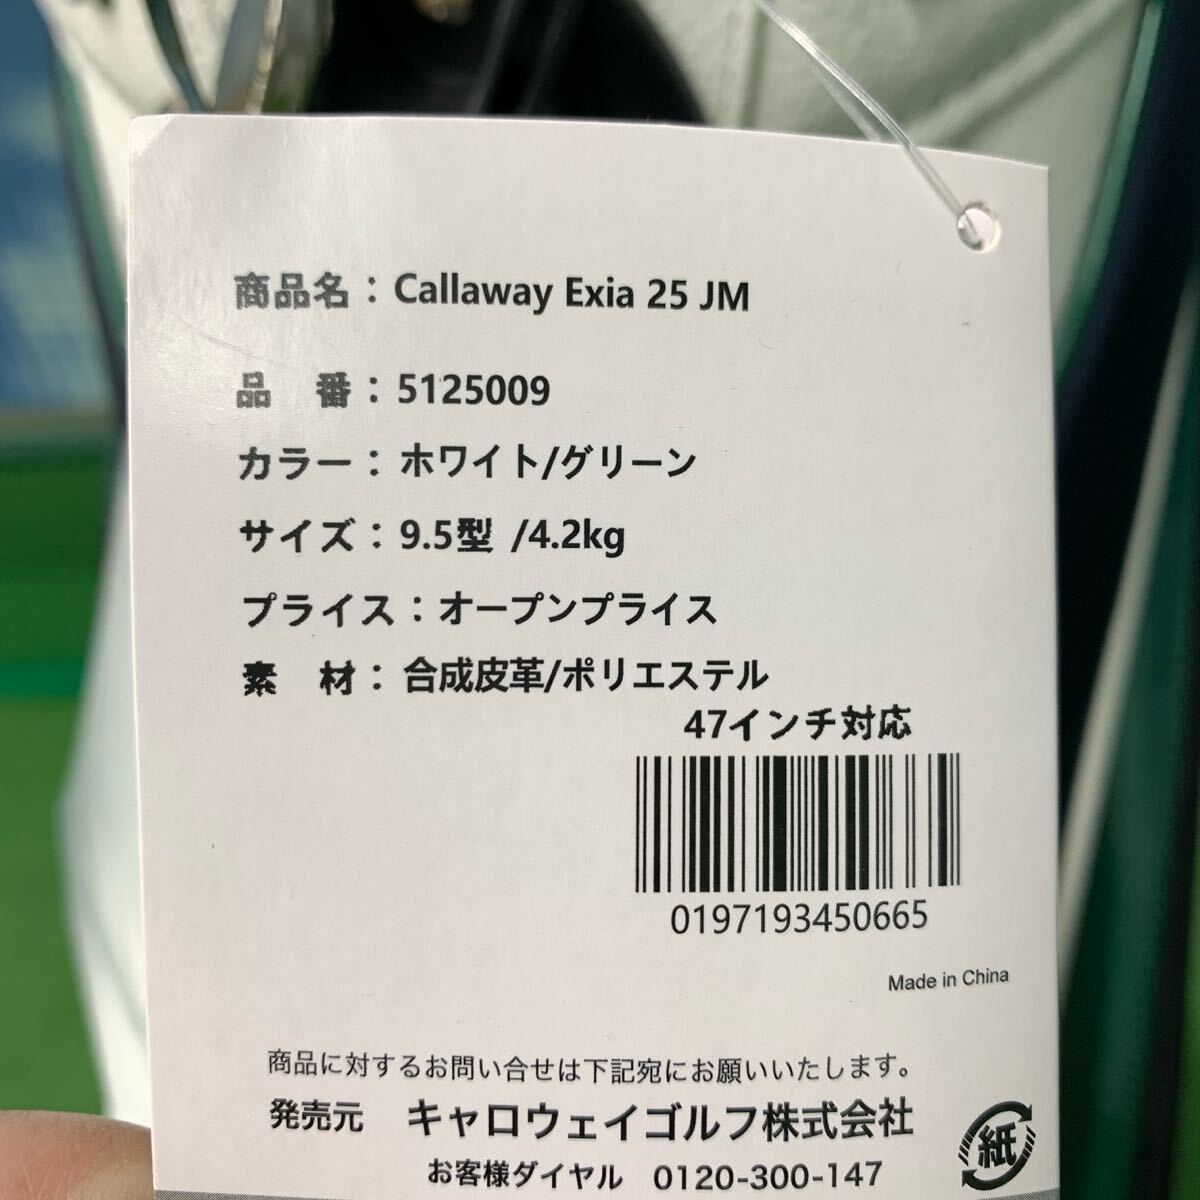 商品名：Callaway Exia 25 JM
品　番：5125009
カラー：ホワイト/グリーン
サイズ：9.5型 /4.2kg
プライス：オープンプライス
素　材：合成皮革/ポリエステル
47インチ対応
0197193450665
Made in China
商品に対するお問い合せは下記宛にお願いいたします。
発売元　キャロウェイゴルフ株式会社
お客様ダイヤル　0120-300-147
紙